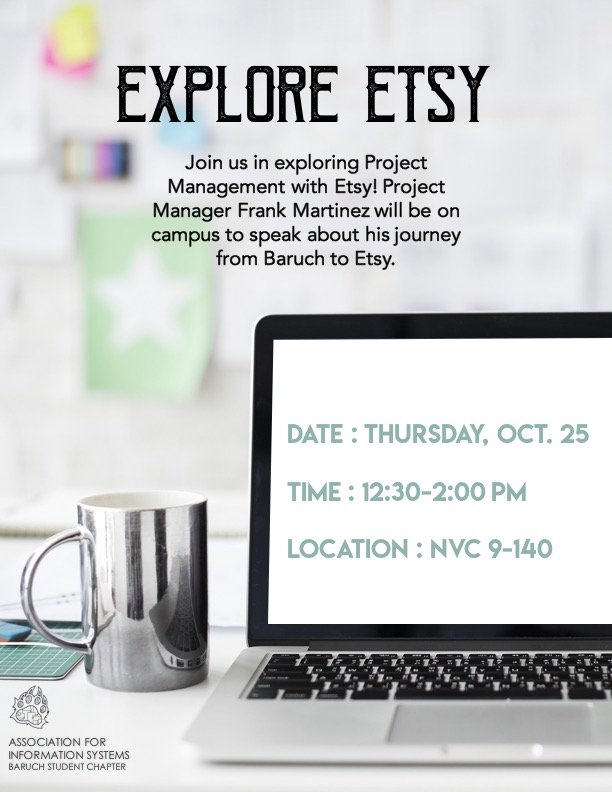 EXPLORE ETSY
Join us in exploring Project
Management with Etsy! Project
Manager Frank Martinez will be on
campus to speak about his journey
from Baruch to Etsy.
DATE : THURSDAY, OCT. 25
TIME : 12:30-2:00 PM
LOCATION : NVC 9-140
ASSOCIATION FOR
INFORMATION SYSTEMS
BARUCH STUDENT CHAPTER